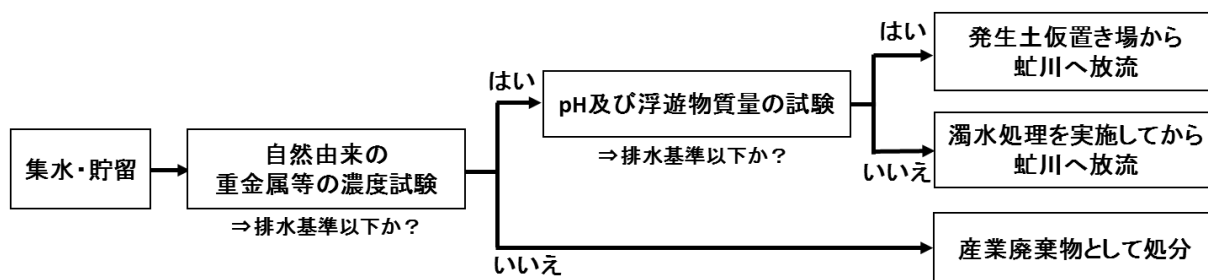 集水・貯留
自然由来の
重金属等の濃度試験
⇒排水基準以下か？
はい
いいえ
pH及び浮遊物質量の試験
⇒排水基準以下か？
はい
いいえ
発生土仮置き場から
虻川へ放流
濁水処理を実施してから
虻川へ放流
産業廃棄物として処分